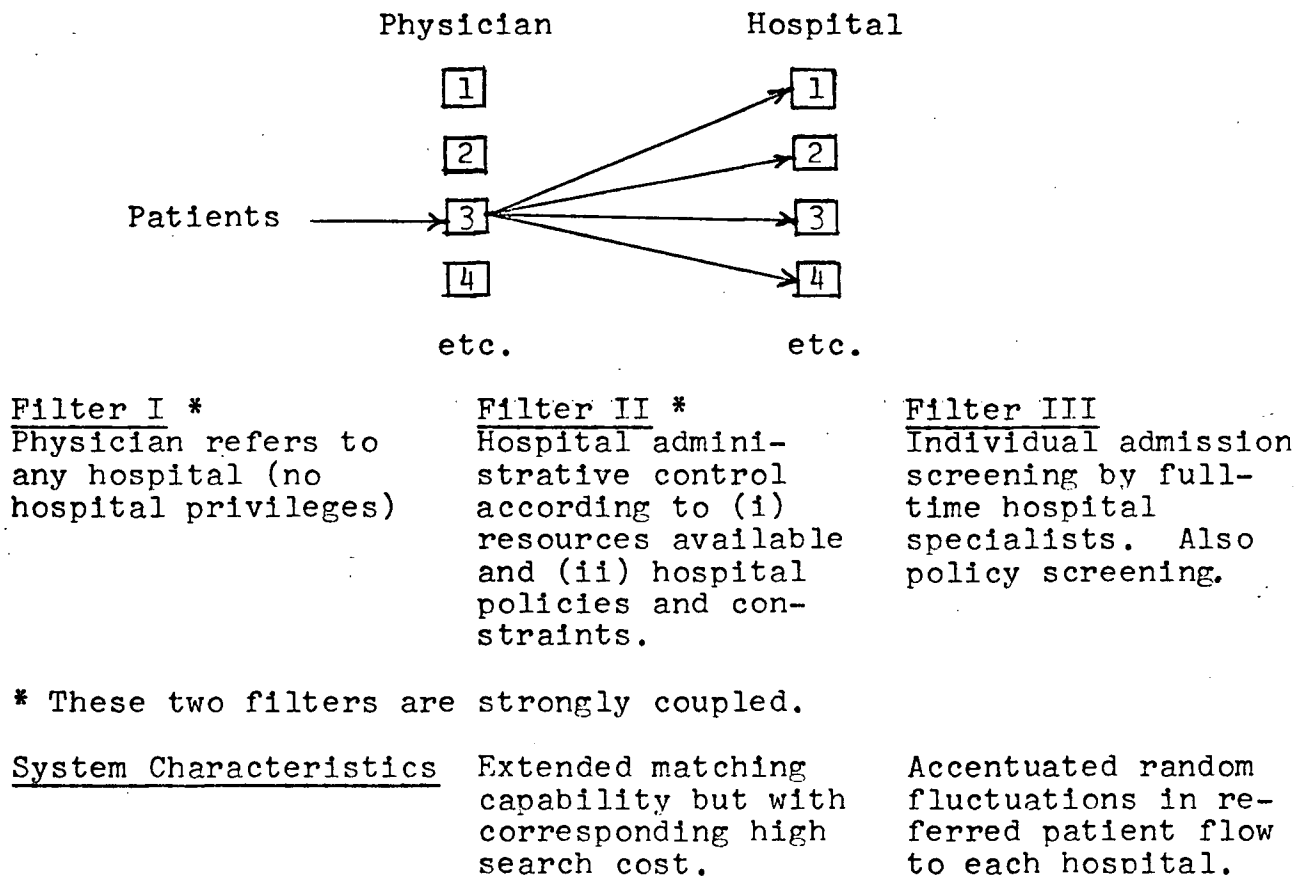 Physician Hospital
1 1
2 2
Patients 3 3
4 4
etc. etc.
Filter I *
Physician refers to
any hospital (no
hospital privileges)
Filter II *
Hospital admini-
strative control
according to (i)
resources available
and (ii) hospital
policies and con-
straints.
Filter III
Individual admission
screening by full-
time hospital
specialists. Also
policy screening.
* These two filters are strongly coupled.
System Characteristics
Extended matching
capability but with
corresponding high
search cost.
Accentuated random
fluctuations in re-
ferred patient flow
to each hospital.